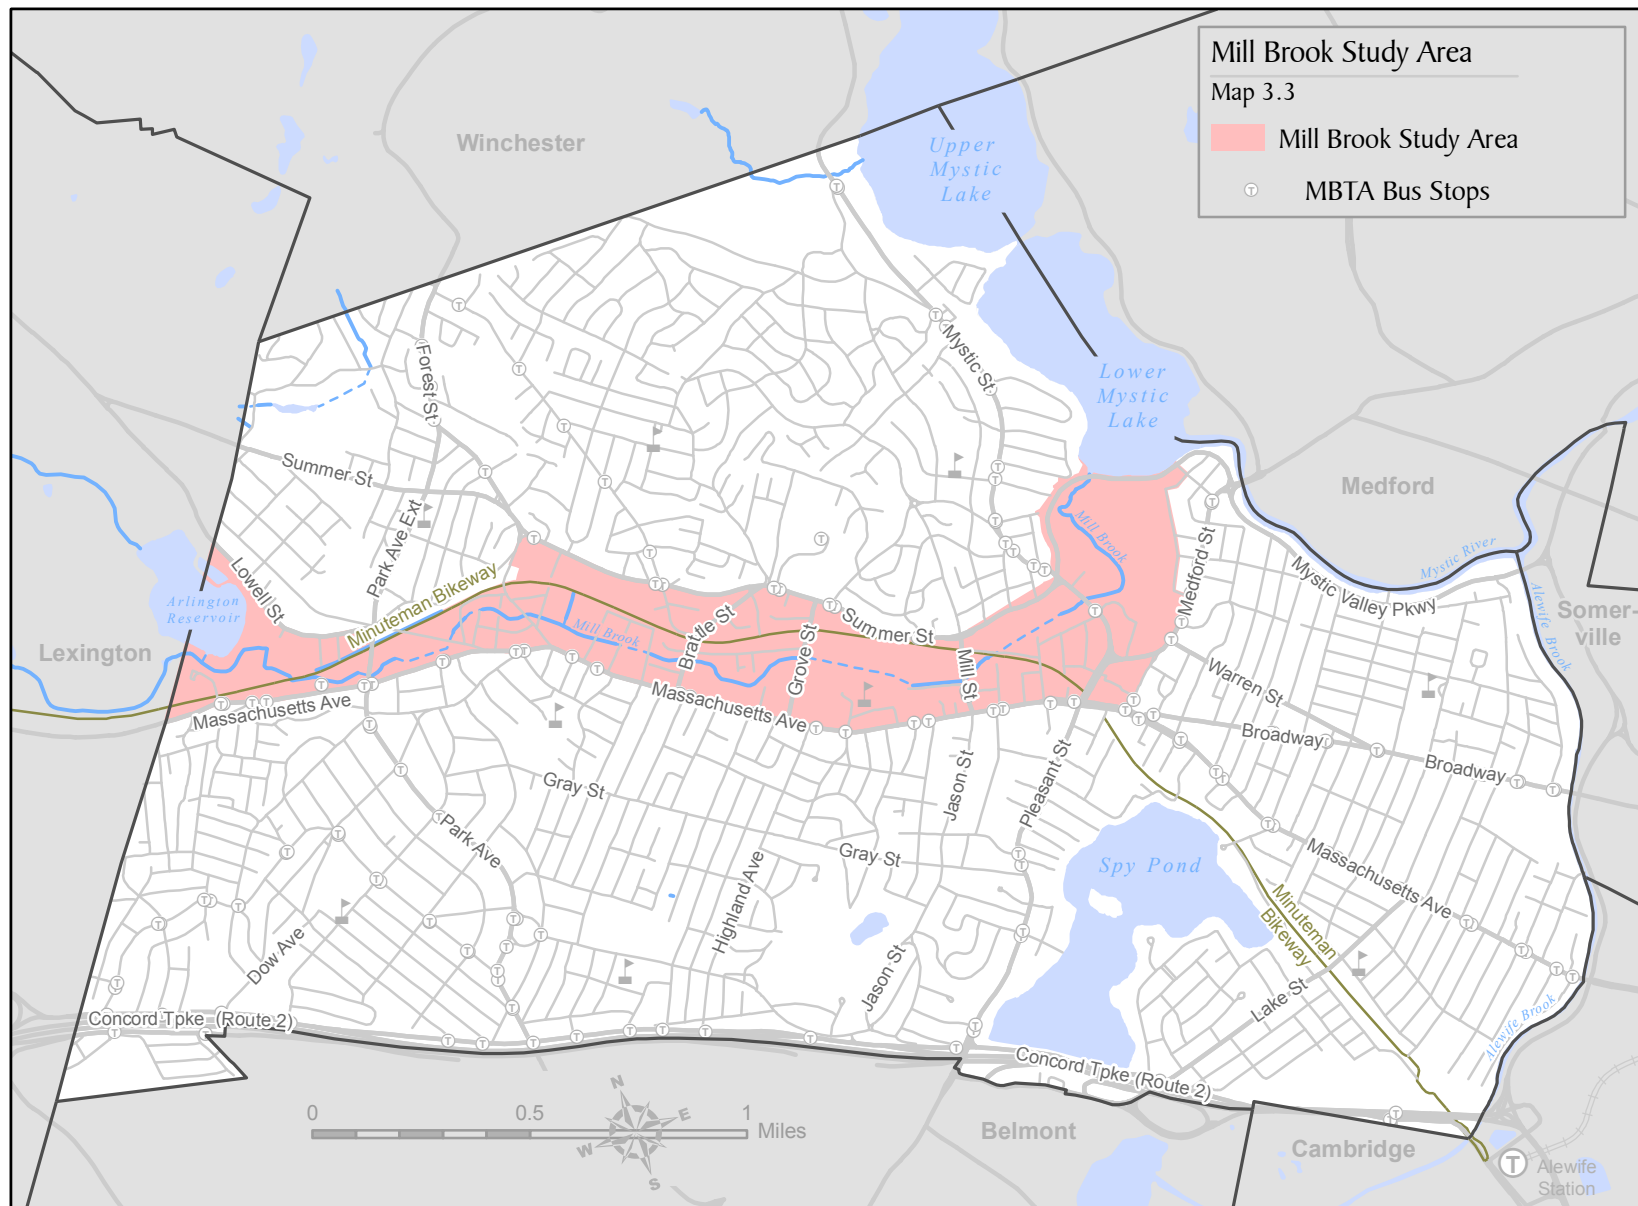 Mill Brook Study Area
Map 3.3
Mill Brook Study Area
T MBTA Bus Stops
Winchester
Upper
Mystic
Lake
Lower
Mystic
Lake
Mystic St
Forest St
Summer St
Park Ave Ext
Medford
Mystic River
Mystic Valley Pkwy
Medford St
Mill Brook
Alewife Brook
Somer-
ville
Lowell St
Arlington
Reservoir
Lexington
Minuteman Bikeway
Mill Brook
Brattle St
Grove St
Summer St
Mill St
Massachusetts Ave
Massachusetts Ave
Warren St
Broadway
Broadway
Gray St
Jason St
Pleasant St
Park Ave
Gray St
Highland Ave
Spy Pond
Massachusetts Ave
Minuteman
Bikeway
Dow Ave
Jason St
Lake St
Alewife Brook
Concord Tpke (Route 2)
Concord Tpke (Route 2)
0 0.5 1
Miles
N
E
W
S
Belmont
Cambridge
T
Alewife
Station